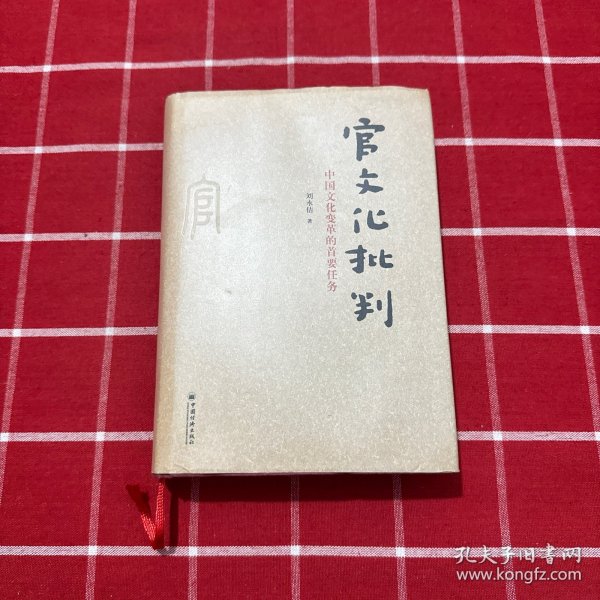 官文化批判
中国文化变革的首要任务
刘永佶 著
官
中国经济出版社
孔夫子旧书网
www.kongfz.com